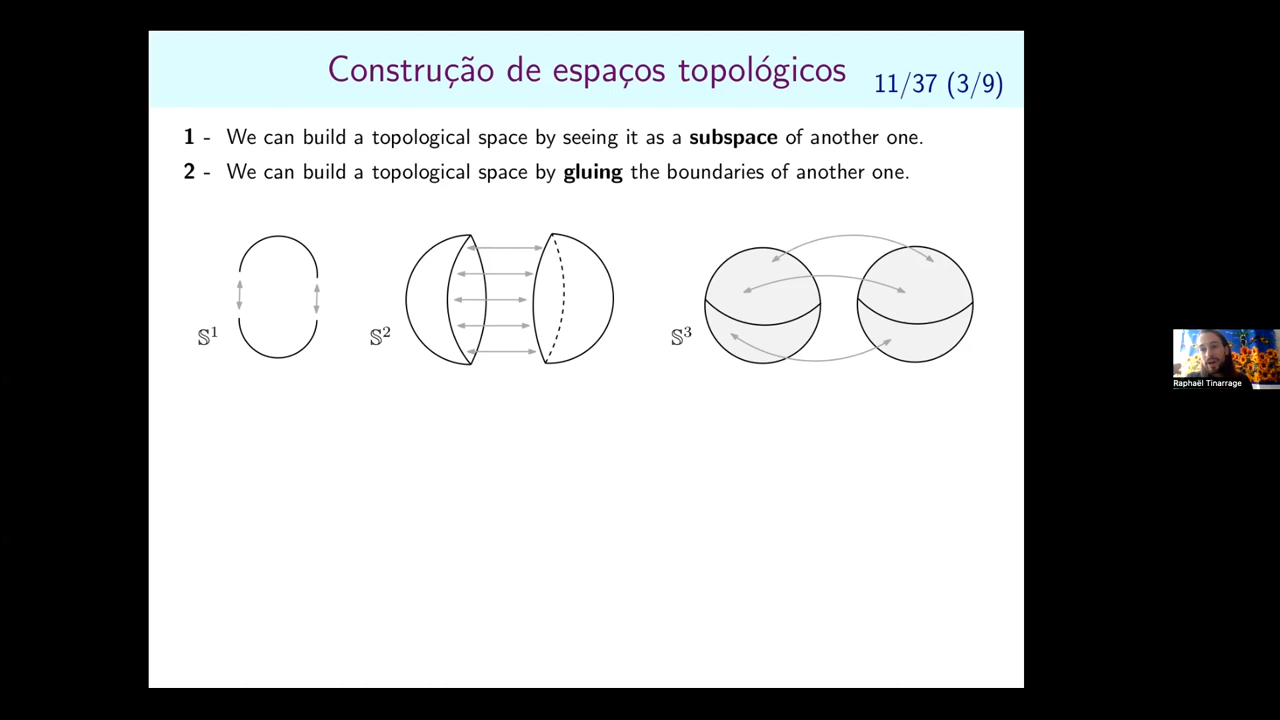 Construção de espaços topológicos
11/37 (3/9)
1 - We can build a topological space by seeing it as a subspace of another one.
2 - We can build a topological space by gluing the boundaries of another one.
𝕊¹
𝕊²
𝕊³
Raphaël Tinarrage